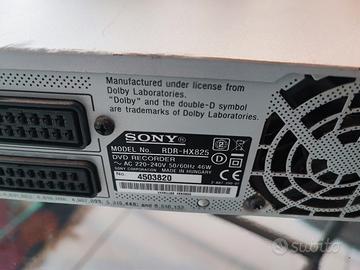 Manufactured under license from
Dolby Laboratories.
"Dolby" and the double-D symbol
are trademarks of Dolby Laboratories.
SONY
MODEL No. RDR-HX825
DVD RECORDER
~ AC 220-240V 50/60Hz 46W
SONY CORPORATION MADE IN HUNGARY
No. 4503820
subito